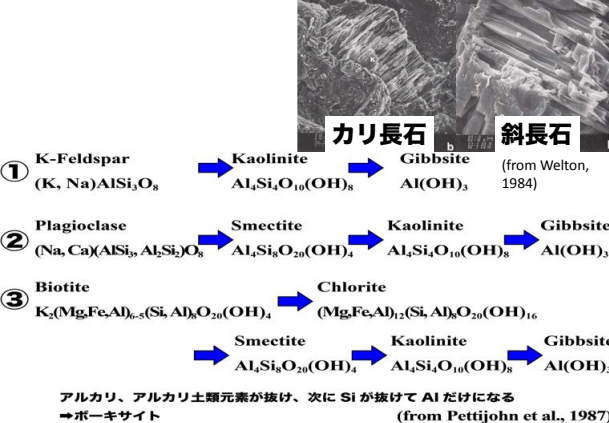 カリ長石
斜長石
b
(from Welton,
1984)
① K-Feldspar Kaolinite Gibbsite
(K, Na)AlSi₃O₈ Al₄Si₄O₁₀(OH)₈ Al(OH)₃
② Plagioclase Smectite Kaolinite Gibbsite
(Na, Ca)(AlSi₃, Al₂Si₂)O₈ Al₄Si₈O₂₀(OH)₄ Al₄Si₄O₁₀(OH)₈ Al(OH)₃
③ Biotite Chlorite
K₂(Mg,Fe,Al)₆₋₅(Si, Al)₈O₂₀(OH)₄ (Mg,Fe,Al)₁₂(Si, Al)₈O₂₀(OH)₁₆
Smectite Kaolinite Gibbsite
Al₄Si₈O₂₀(OH)₄ Al₄Si₄O₁₀(OH)₈ Al(OH)₃
アルカリ、アルカリ土類元素が抜け、次に Si が抜けて Al だけになる
➡ボーキサイト (from Pettijohn et al., 1987)